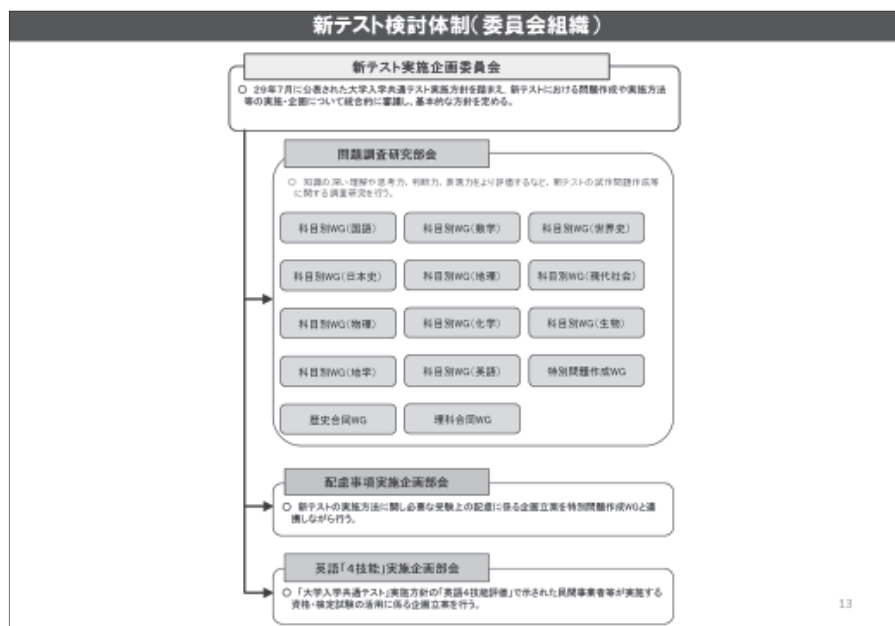 新テスト検討体制(委員会組織)
新テスト実施企画委員会
○ 29年7月に公表された大学入学共通テスト実施方針を踏まえ、新テストにおける問題作成や実施方法
等の実施・企画について統合的に審議し、基本的な方針を定める。
問題調査研究部会
○ 知識の深い理解や思考力、判断力、表現力をより評価するなど、新テストの試作問題作成等
に関する調査研究を行う。
科目別WG(国語) 科目別WG(数学) 科目別WG(世界史)
科目別WG(日本史) 科目別WG(地理) 科目別WG(現代社会)
科目別WG(物理) 科目別WG(化学) 科目別WG(生物)
科目別WG(地学) 科目別WG(英語) 特別問題作成WG
歴史合同WG 理科合同WG
配慮事項実施企画部会
○ 新テストの実施方法に関し必要な受験上の配慮に係る企画立案を特別問題作成WGと連
携しながら行う。
英語「4技能」実施企画部会
○ 「大学入学共通テスト」実施方針の「英語4技能評価」で示された民間事業者等が実施する
資格・検定試験の活用に係る企画立案を行う。
13